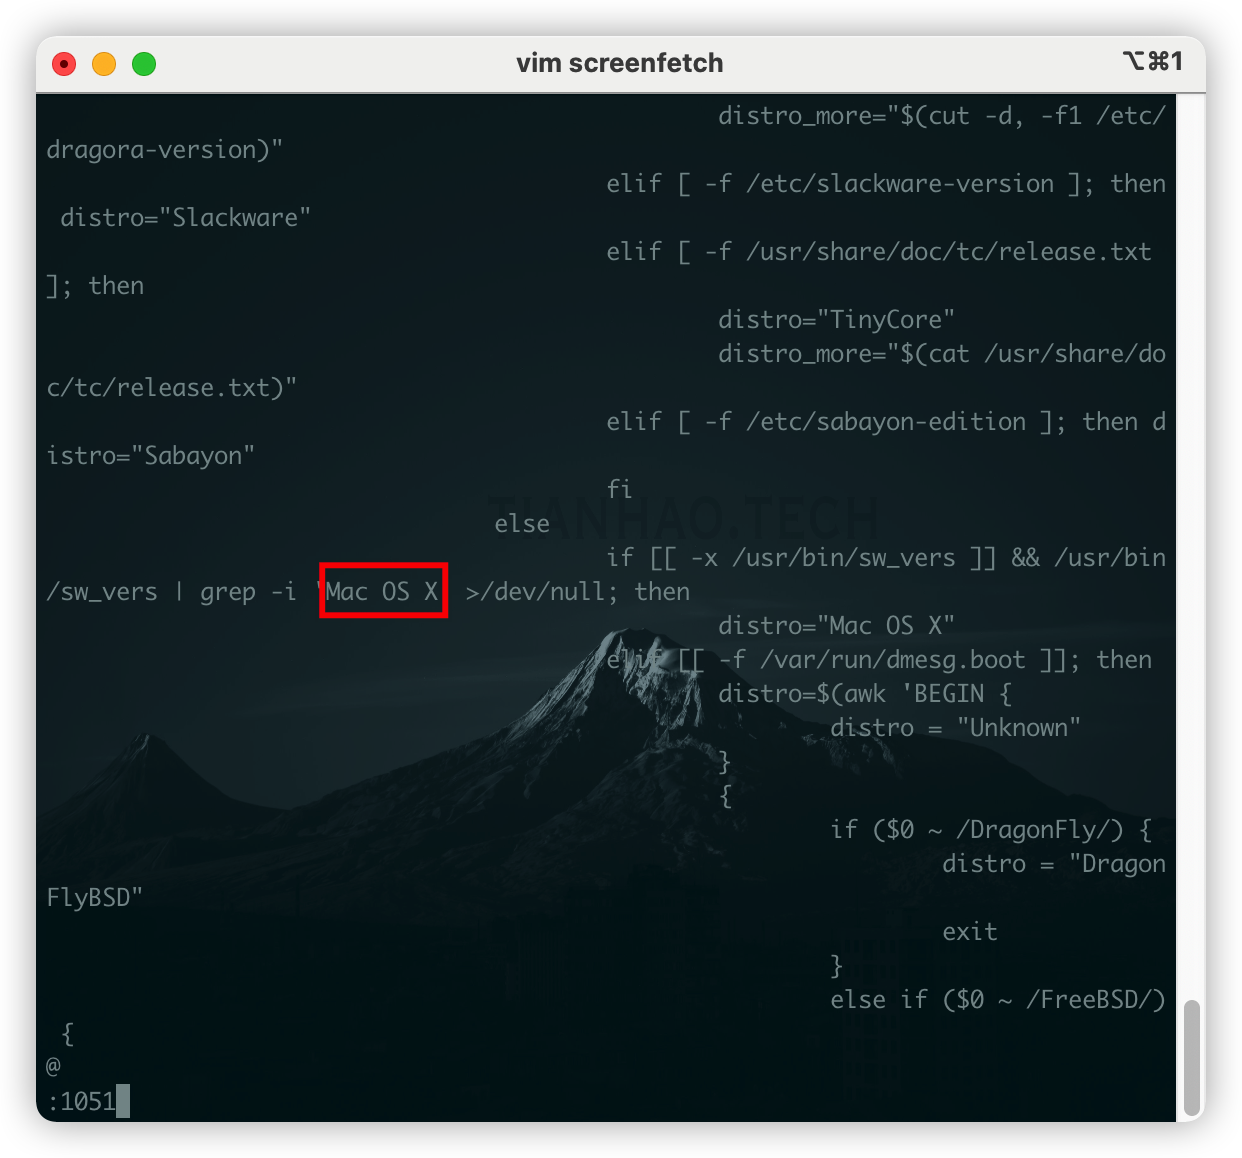 vim screenfetch
⌥⌘1
distro_more="$(cut -d, -f1 /etc/
dragora-version)"
elif [ -f /etc/slackware-version ]; then
distro="Slackware"
elif [ -f /usr/share/doc/tc/release.txt
]; then
distro="TinyCore"
distro_more="$(cat /usr/share/do
c/tc/release.txt)"
elif [ -f /etc/sabayon-edition ]; then d
istro="Sabayon"
fi
TIANHAO.TECH
else
if [[ -x /usr/bin/sw_vers ]] && /usr/bin
/sw_vers | grep -i 'Mac OS X' >/dev/null; then
distro="Mac OS X"
elif [[ -f /var/run/dmesg.boot ]]; then
distro=$(awk 'BEGIN {
distro = "Unknown"
}
{
if ($0 ~ /DragonFly/) {
distro = "Dragon
FlyBSD"
exit
}
else if ($0 ~ /FreeBSD/)
{
@
:1051